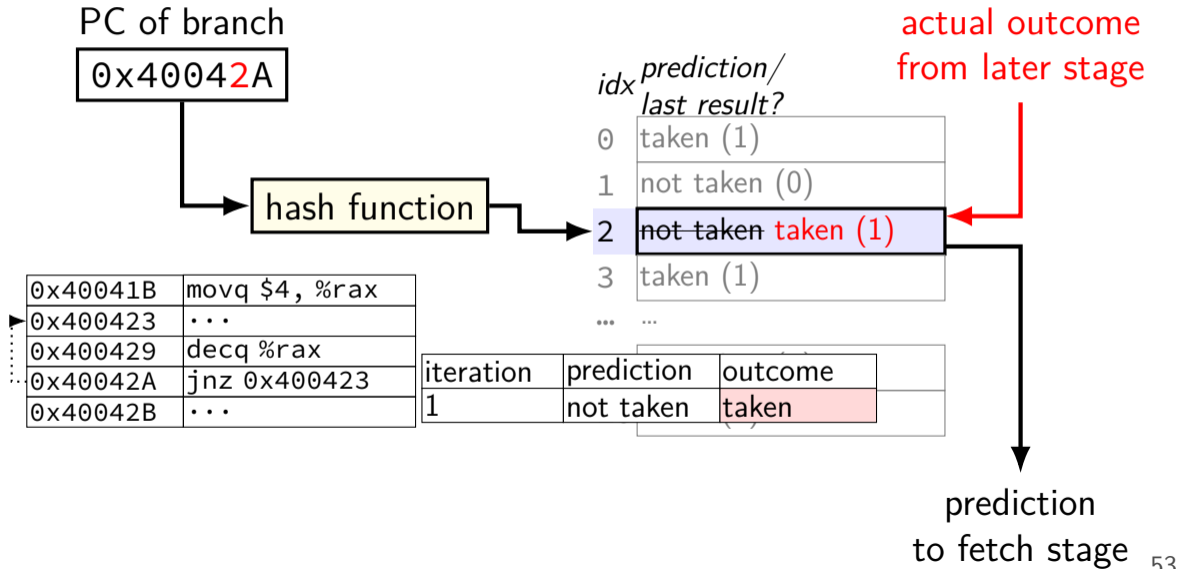 PC of branch
0x40042A
hash function
idx prediction/
last result?
0 taken (1)
1 not taken (0)
2 not taken taken (1)
3 taken (1)
... ...
actual outcome
from later stage
0x40041B movq $4, %rax
0x400423 ...
0x400429 decq %rax
0x40042A jnz 0x400423
0x40042B ...
iteration prediction outcome
1 not taken taken
prediction
to fetch stage
53